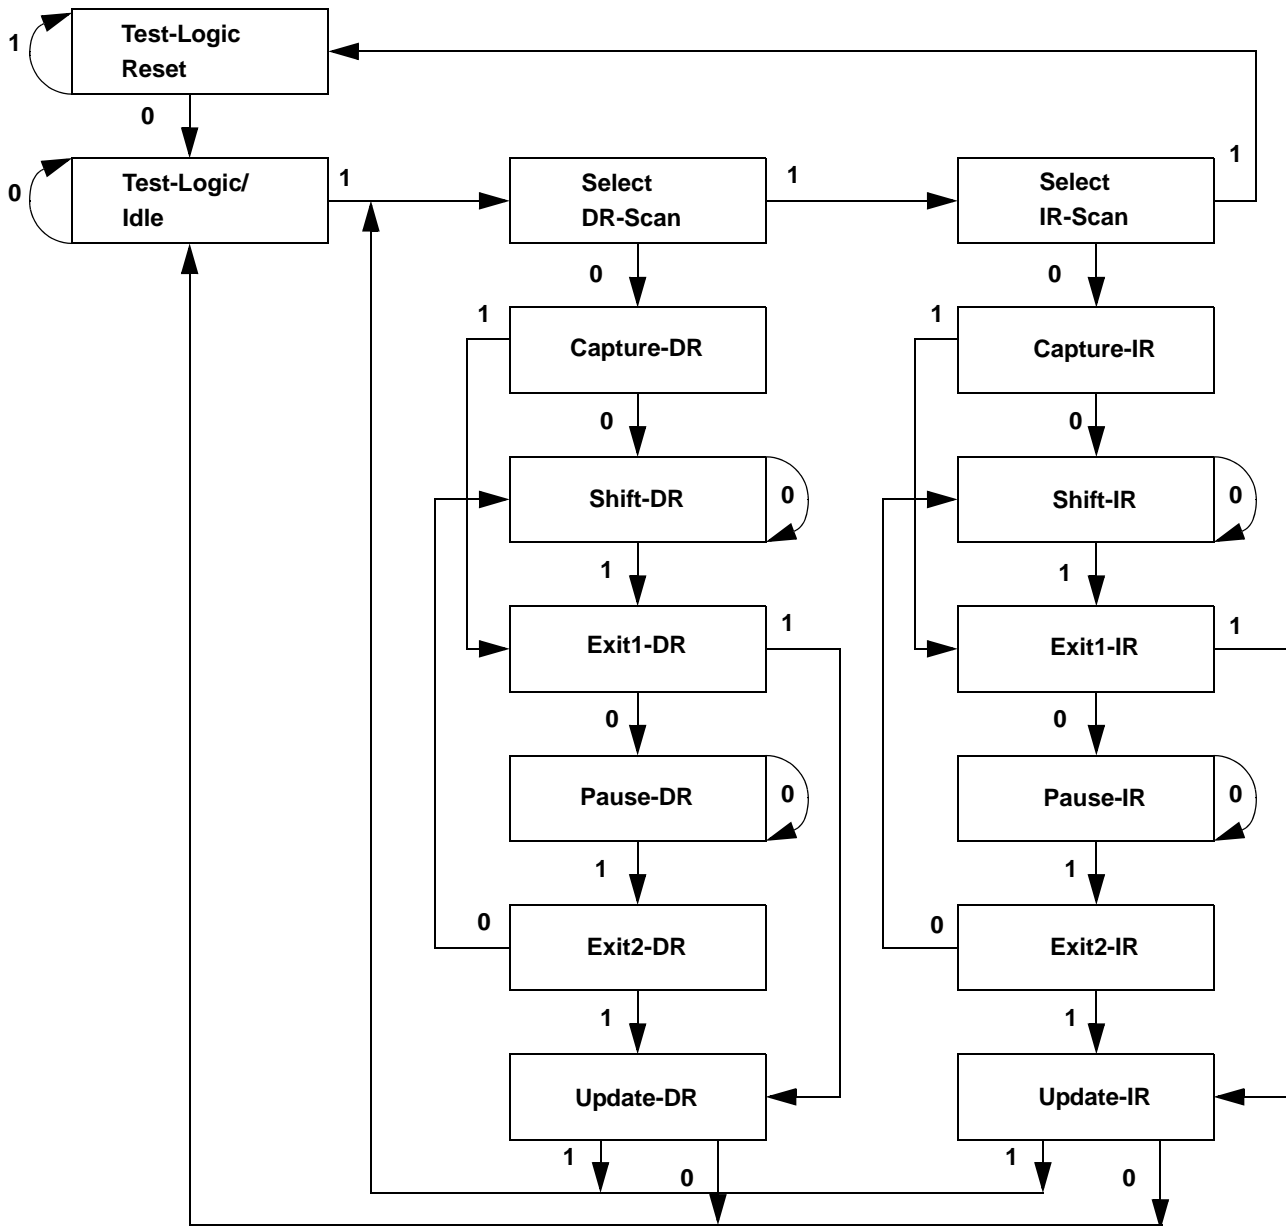 1
Test-Logic
Reset
0
0
Test-Logic/
Idle
1
Select
DR-Scan
1
Select
IR-Scan
1
0
0
1
Capture-DR
1
Capture-IR
0
0
Shift-DR
0
Shift-IR
0
1
1
Exit1-DR
1
Exit1-IR
1
0
0
Pause-DR
0
Pause-IR
0
1
1
0
Exit2-DR
0
Exit2-IR
1
1
Update-DR
Update-IR
1
0
1
0